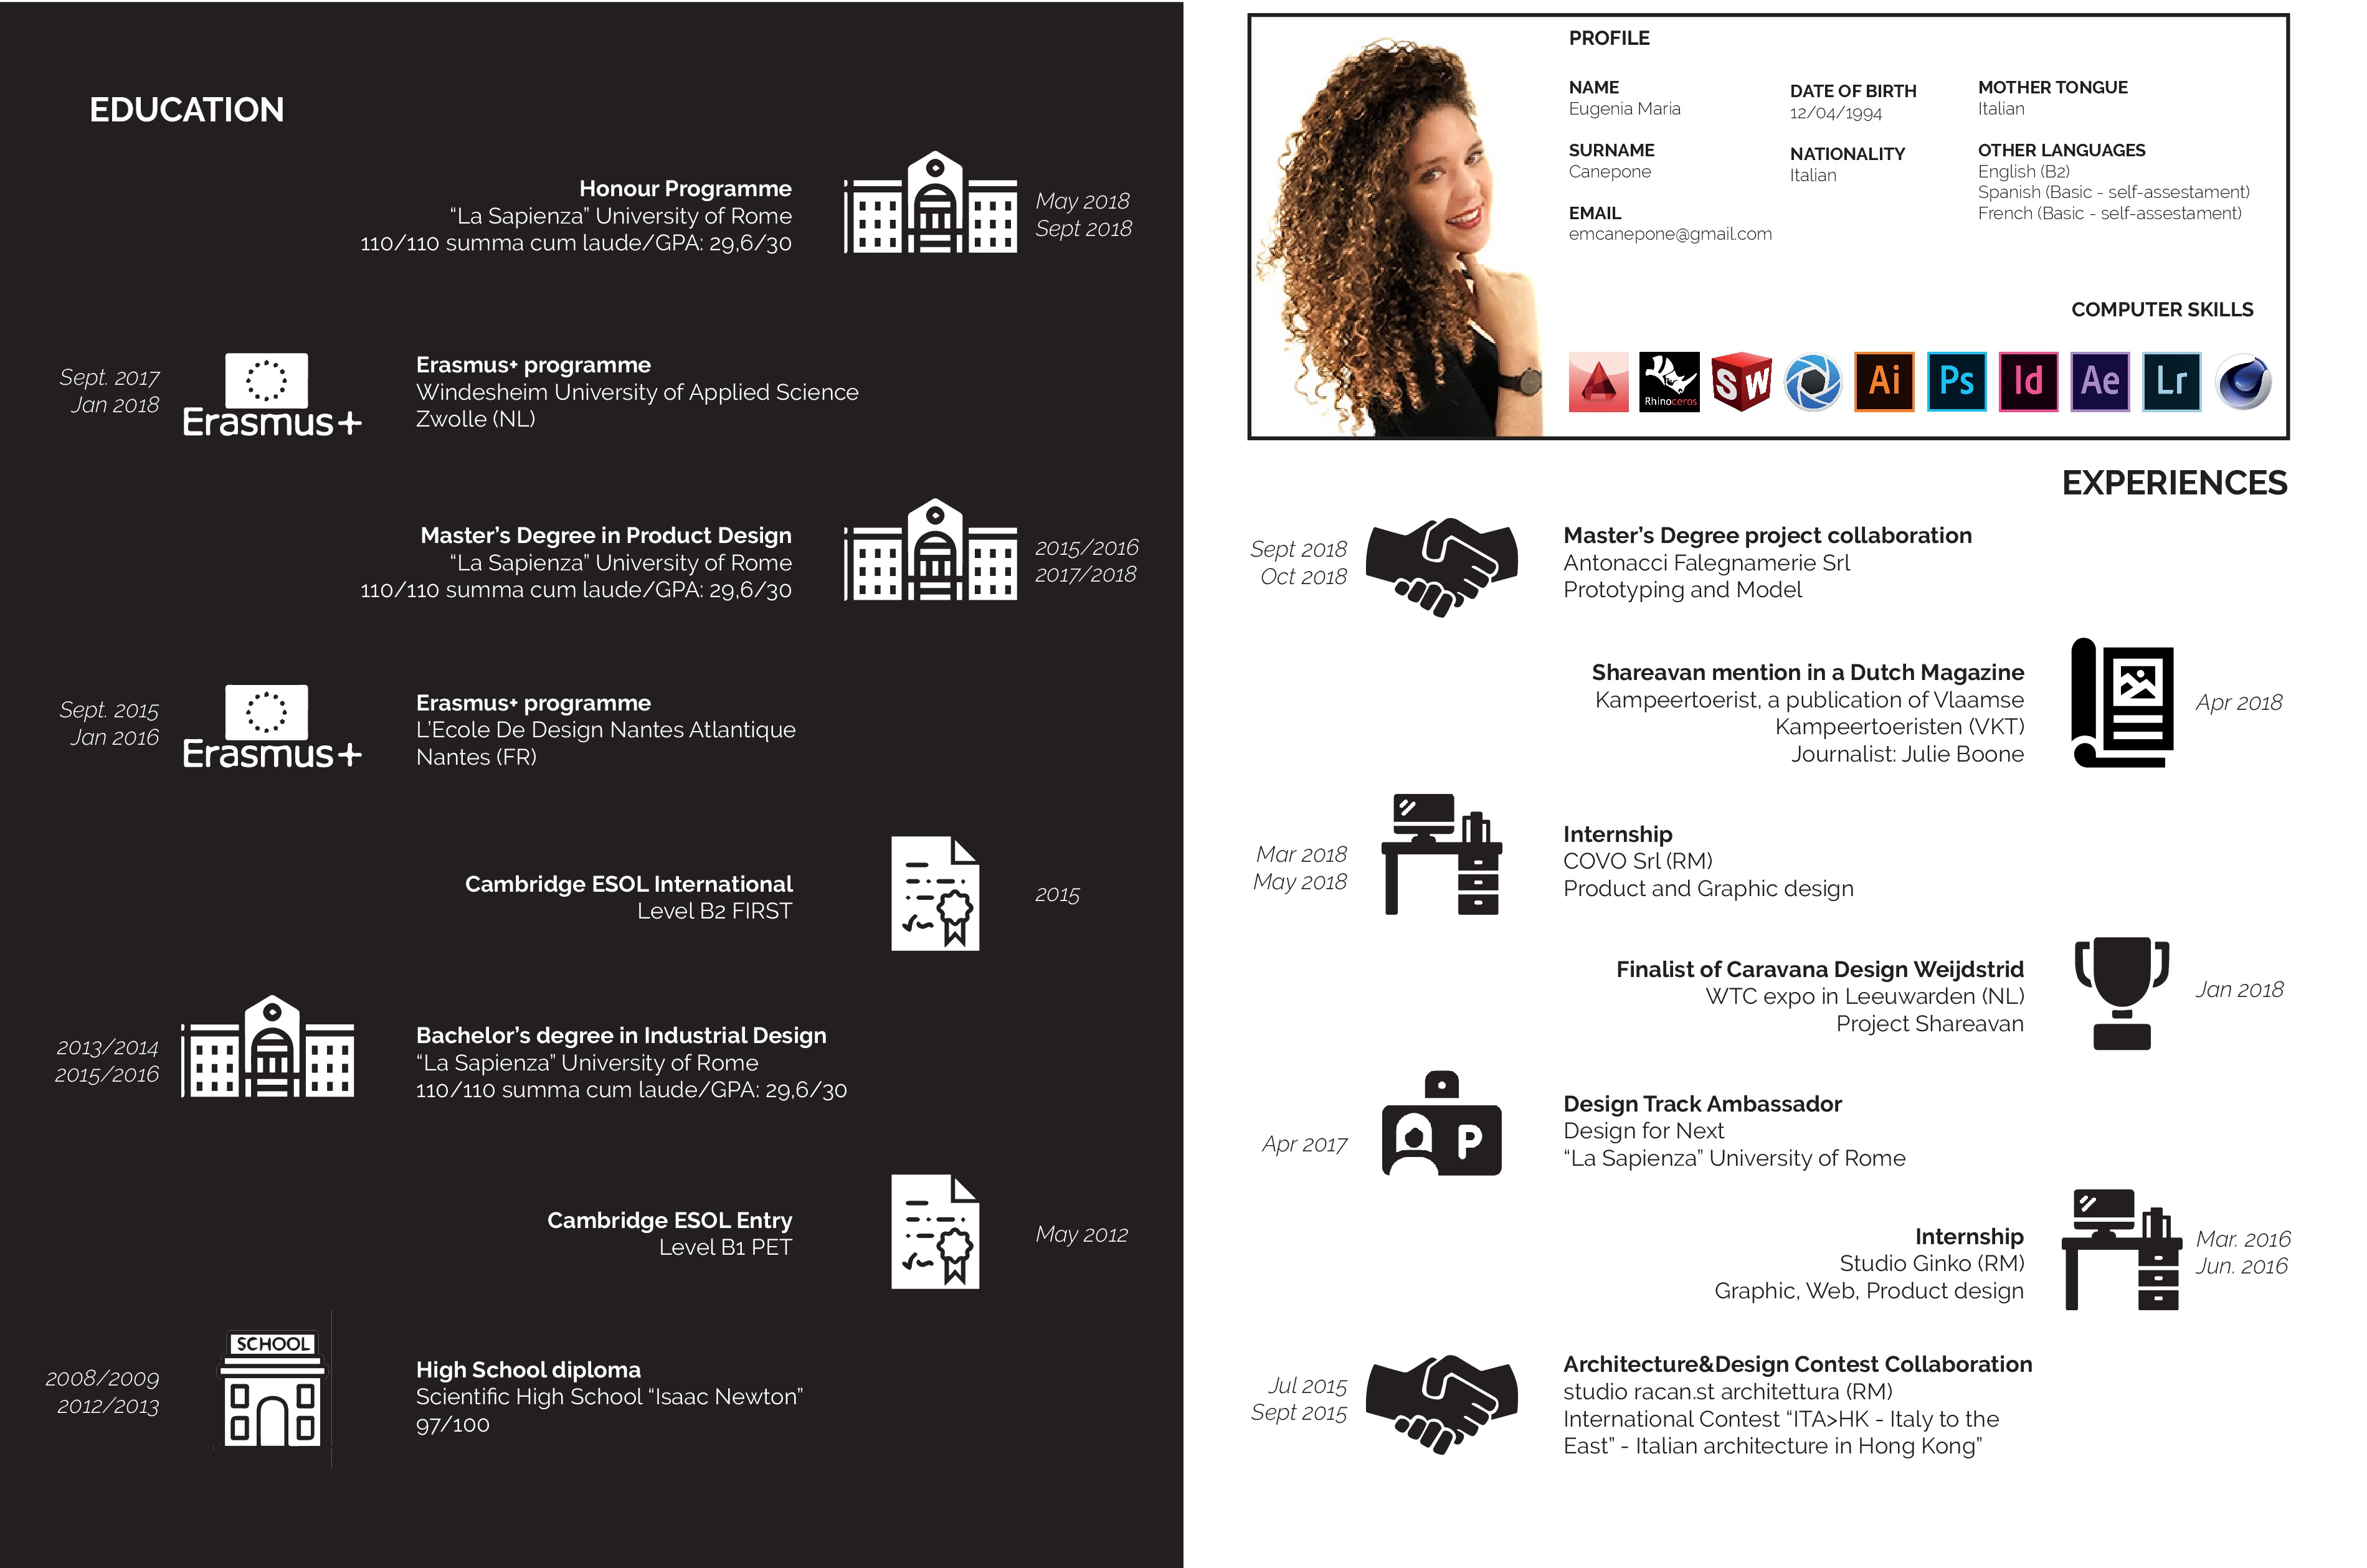 EDUCATION
Honour Programme
“La Sapienza” University of Rome
110/110 summa cum laude/GPA: 29,6/30
May 2018
Sept 2018
Sept. 2017
Jan 2018
Erasmus+
Erasmus+ programme
Windesheim University of Applied Science
Zwolle (NL)
Master’s Degree in Product Design
“La Sapienza” University of Rome
110/110 summa cum laude/GPA: 29,6/30
2015/2016
2017/2018
Sept. 2015
Jan 2016
Erasmus+
Erasmus+ programme
L’Ecole De Design Nantes Atlantique
Nantes (FR)
Cambridge ESOL International
Level B2 FIRST
2015
2013/2014
2015/2016
Bachelor’s degree in Industrial Design
“La Sapienza” University of Rome
110/110 summa cum laude/GPA: 29,6/30
Cambridge ESOL Entry
Level B1 PET
May 2012
2008/2009
2012/2013
SCHOOL
High School diploma
Scientific High School “Isaac Newton”
97/100
PROFILE
NAME
Eugenia Maria
SURNAME
Canepone
EMAIL
emcanepone@gmail.com
DATE OF BIRTH
12/04/1994
NATIONALITY
Italian
MOTHER TONGUE
Italian
OTHER LANGUAGES
English (B2)
Spanish (Basic - self-assestament)
French (Basic - self-assestament)
COMPUTER SKILLS
Rhinoceros
SW
Ai
Ps
Id
Ae
Lr
EXPERIENCES
Sept 2018
Oct 2018
Master’s Degree project collaboration
Antonacci Falegnamerie Srl
Prototyping and Model
Shareavan mention in a Dutch Magazine
Kampeertoerist, a publication of Vlaamse
Kampeertoeristen (VKT)
Journalist: Julie Boone
Apr 2018
Mar 2018
May 2018
Internship
COVO Srl (RM)
Product and Graphic design
Finalist of Caravana Design Weijdstrid
WTC expo in Leeuwarden (NL)
Project Shareavan
Jan 2018
Apr 2017
P
Design Track Ambassador
Design for Next
“La Sapienza” University of Rome
Internship
Studio Ginko (RM)
Graphic, Web, Product design
Mar. 2016
Jun. 2016
Jul 2015
Sept 2015
Architecture&Design Contest Collaboration
studio racan.st architettura (RM)
International Contest “ITA>HK - Italy to the
East” - Italian architecture in Hong Kong”